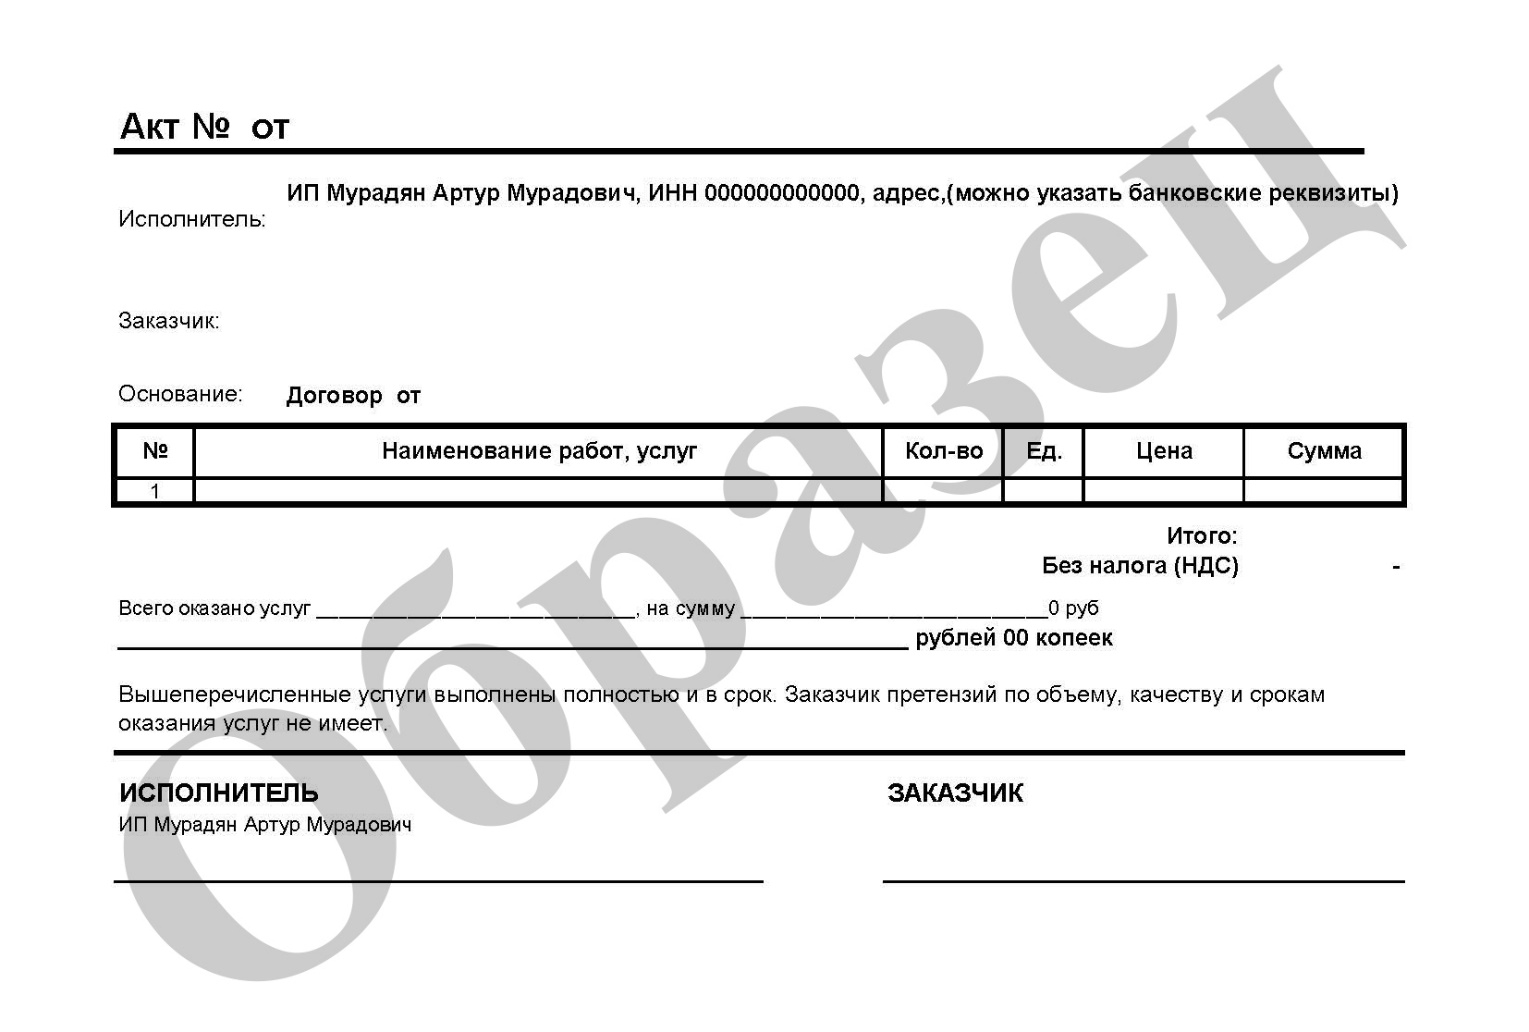 Акт № от
ИП Мурадян Артур Мурадович, ИНН 000000000000, адрес,(можно указать банковские реквизиты)
Исполнитель:
Заказчик:
Основание: Договор от
№ Наименование работ, услуг Кол-во Ед. Цена Сумма
1
Итого:
Без налога (НДС) -
Всего оказано услуг ____________________________, на сумму ___________________________0 руб
_______________________________________________ рублей 00 копеек
Вышеперечисленные услуги выполнены полностью и в срок. Заказчик претензий по объему, качеству и срокам
оказания услуг не имеет.
ИСПОЛНИТЕЛЬ ЗАКАЗЧИК
ИП Мурадян Артур Мурадович
Образец